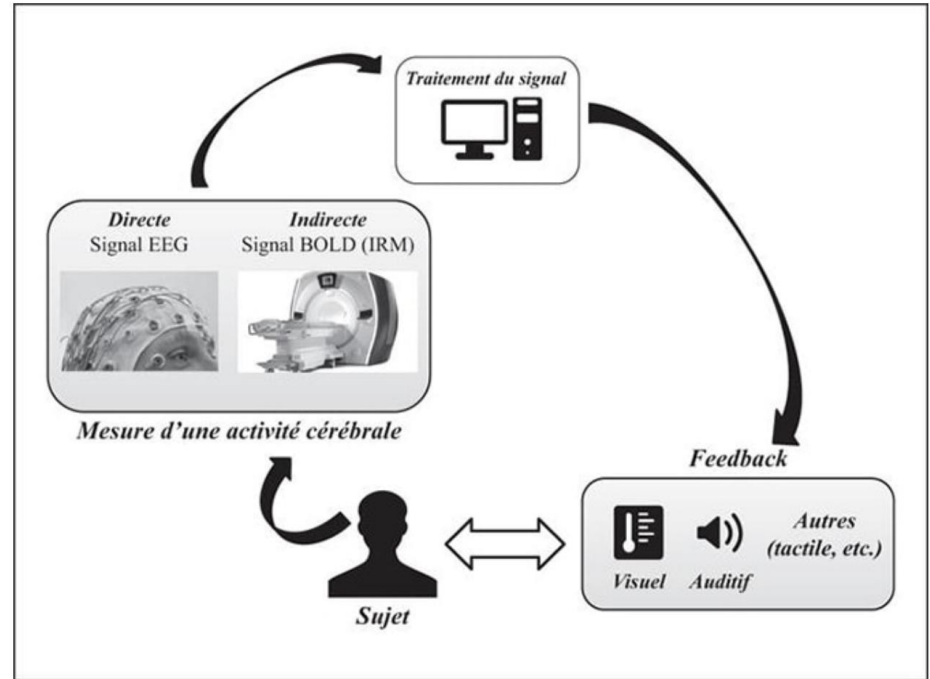 Traitement du signal
Directe
Signal EEG
Indirecte
Signal BOLD (IRM)
Mesure d'une activité cérébrale
Feedback
Visuel
Auditif
Autres
(tactile, etc.)
Sujet